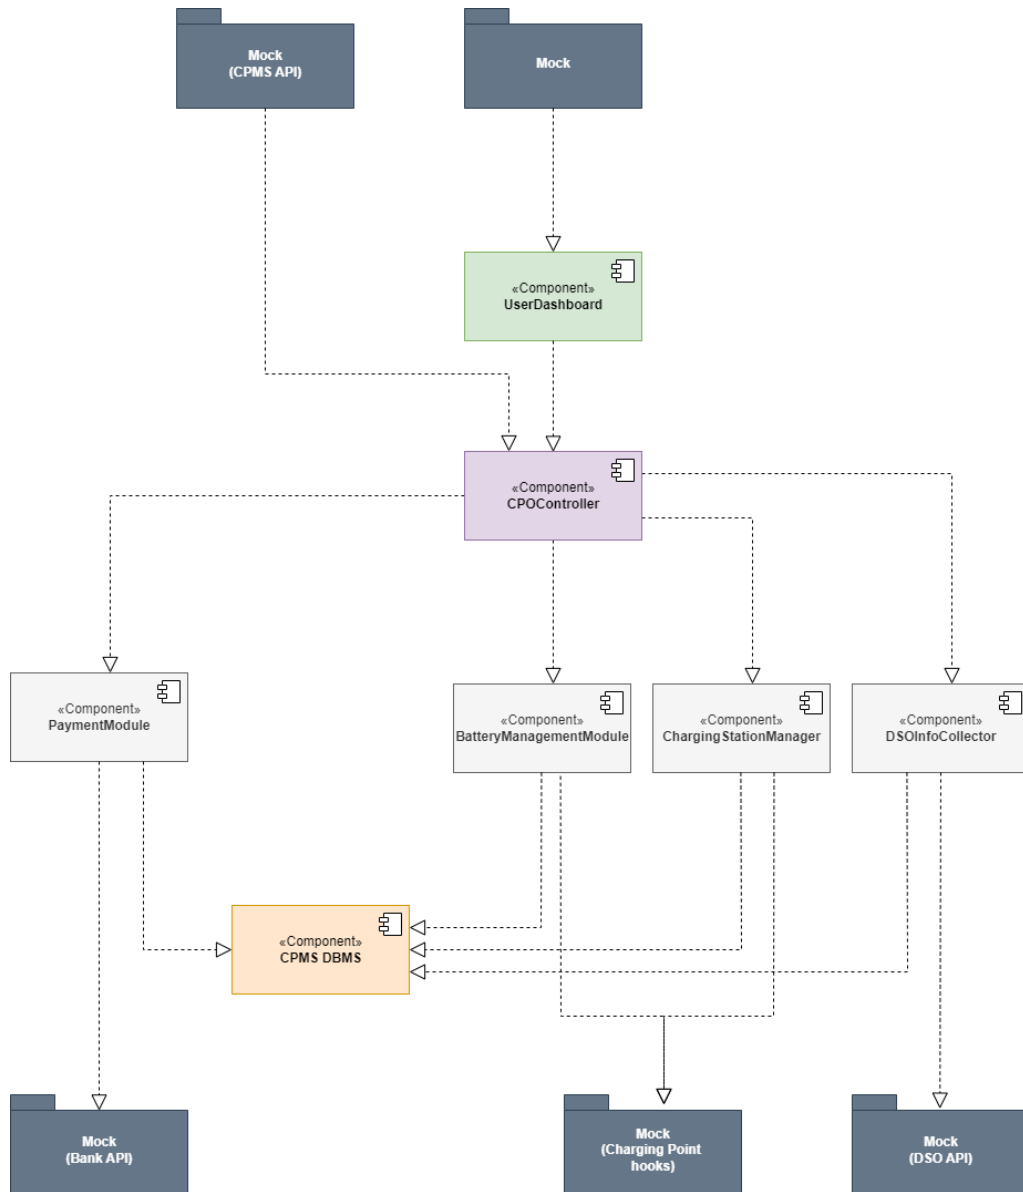 Mock
(CPMS API)
Mock
«Component»
UserDashboard
«Component»
CPOController
«Component»
PaymentModule
«Component»
BatteryManagementModule
«Component»
ChargingStationManager
«Component»
DSOInfoCollector
«Component»
CPMS DBMS
Mock
(Bank API)
Mock
(Charging Point
hooks)
Mock
(DSO API)